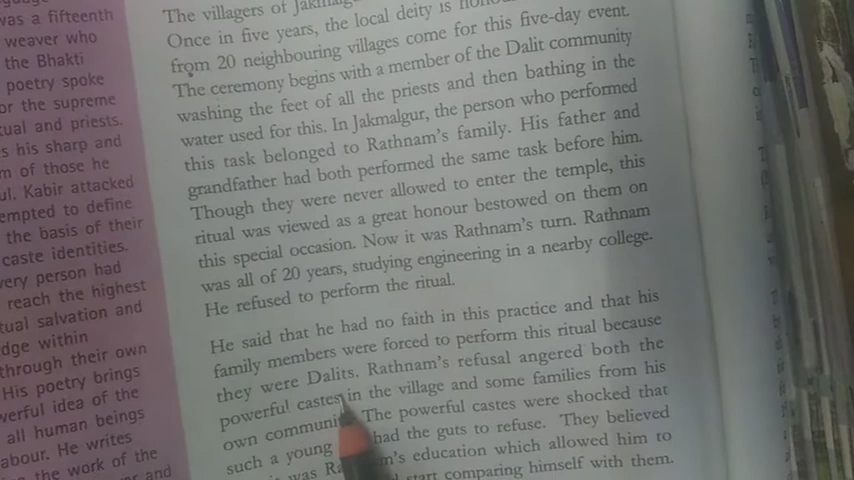 was a fifteenth
weaver who
the Bhakti
poetry spoke
or the supreme
and priests.
his sharp and
of those he
Kabir attacked
to define
the basis of their
caste identities.
person had
reach the highest
salvation and
within
through their own
His poetry brings
idea of the
all human beings
He writes
the work of the
and
The villagers of
Once in five years, the local deity is
from 20 neighbouring villages come for this five-day event.
The ceremony begins with a member of the Dalit community
washing the feet of all the priests and then bathing in the
water used for this. In Jakmalgur, the person who performed
this task belonged to Rathnam's family. His father and
grandfather had both performed the same task before him.
Though they were never allowed to enter the temple, this
ritual was viewed as a great honour bestowed on them on
this special occasion. Now it was Rathnam's turn. Rathnam
was all of 20 years, studying engineering in a nearby college.
He refused to perform the ritual.
He said that he had no faith in this practice and that his
family members were forced to perform this ritual because
they were Dalits. Rathnam's refusal angered both the
powerful castes in the village and some families from his
own The powerful castes were shocked that
such a young had the guts to refuse. They believed
was education which allowed him to
start comparing himself with them.